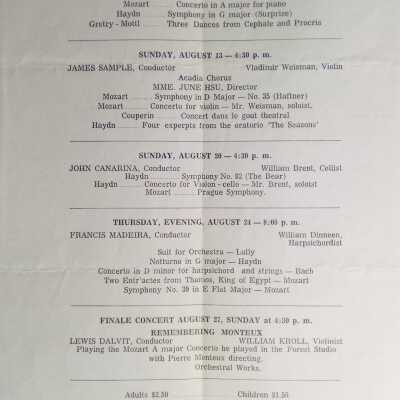 Mozart ........ Concerto in A major for piano
Haydn ........ Symphony in G major (Surprize)
Gretry - Motil ........ Three Dances from Cephale and Procris
SUNDAY, AUGUST 13 — 4:30 p. m.
JAMES SAMPLE, Conductor ........ Vladimir Weisman, Violin
Acadia Chorus
MME. JUNE HSU, Director
Mozart ........ Symphony in D Major — No. 35 (Haffner)
Mozart ........ Concerto for violin — Mr. Weisman, soloist.
Couperin ........ Concert dans le goat theatral
Haydn ........ Four experpts from the oratorio 'The Seasons'
SUNDAY, AUGUST 20 — 4:30 p. m.
JOHN CANARINA, Conductor ........ William Brent, Cellist
Haydn ........ Symphony No. 82 (The Bear)
Haydn ........ Concerto for Violon - cello — Mr. Brent, soloist
Mozart ........ Prague Symphony.
THURSDAY, EVENING, AUGUST 24 — 8:00 p. m.
FRANCIS MADEIRA, Conductor William Dinneen,
Harpsichordist
Suit for Orchestra — Lully
Notturno in G major — Haydn
Concerto in D minor for harpsichord and strings — Bach
Two Entr'actes from Thamos, King of Egypt — Mozart
Symphony No. 39 in E Flat Major — Mozart
FINALE CONCERT AUGUST 27, SUNDAY at 4:30 p. m.
REMEMBERING MONTEUX
LEWIS DALVIT, Conductor ........ WILLIAM KROLL, Violinist
Playing the Mozart A major Concerto he played in the Forest Studio
with Pierre Monteux directing.
Orchestral Works.
Adults $2.50 ........ Children $1.50